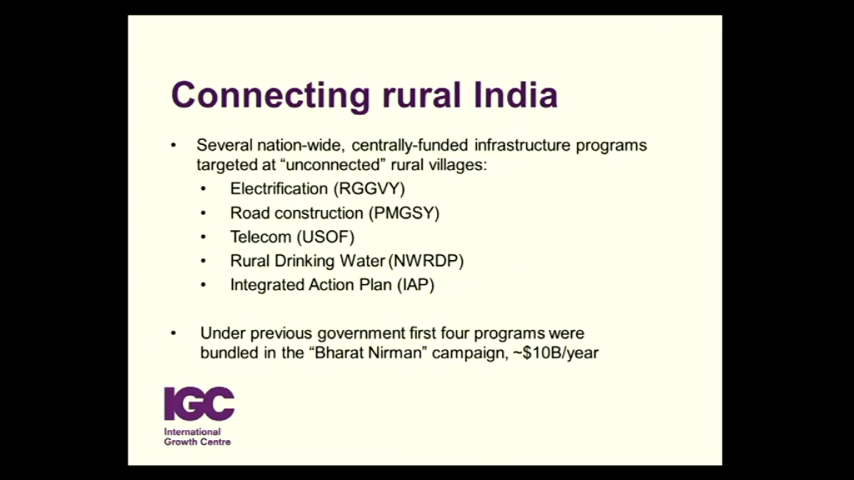 Connecting rural India
• Several nation-wide, centrally-funded infrastructure programs
targeted at “unconnected” rural villages:
• Electrification (RGGVY)
• Road construction (PMGSY)
• Telecom (USOF)
• Rural Drinking Water (NWRDP)
• Integrated Action Plan (IAP)
• Under previous government first four programs were
bundled in the “Bharat Nirman” campaign, ~$10B/year
IGC
International
Growth Centre